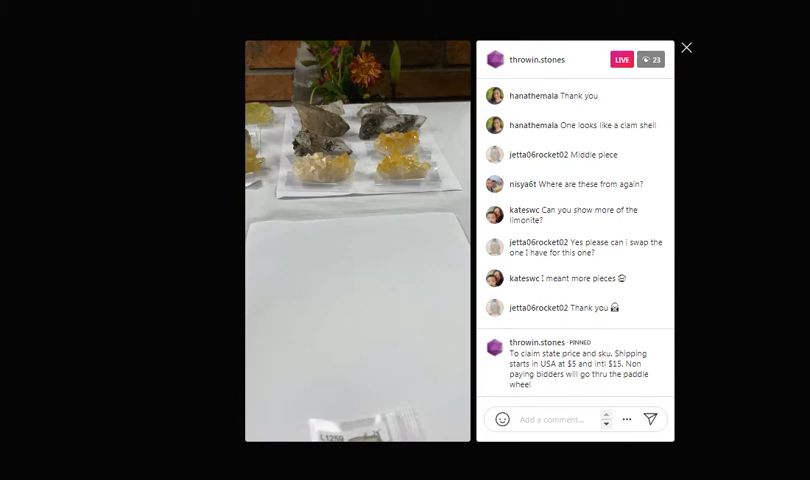 throwin.stones
LIVE
23
hanathemala Thank you
hanathemala One looks like a clam shell
jetta06rocket02 Middle piece
nisya6t Where are these from again?
kateswc Can you show more of the
limonite?
jetta06rocket02 Yes please can i swap the
one I have for this one?
kateswc I meant more pieces
jetta06rocket02 Thank you
throwin.stones · PINNED
To claim state price and sku. Shipping
starts in USA at $5 and intl $15. Non
paying bidders will go thru the paddle
wheel
Add a comment...
L1259